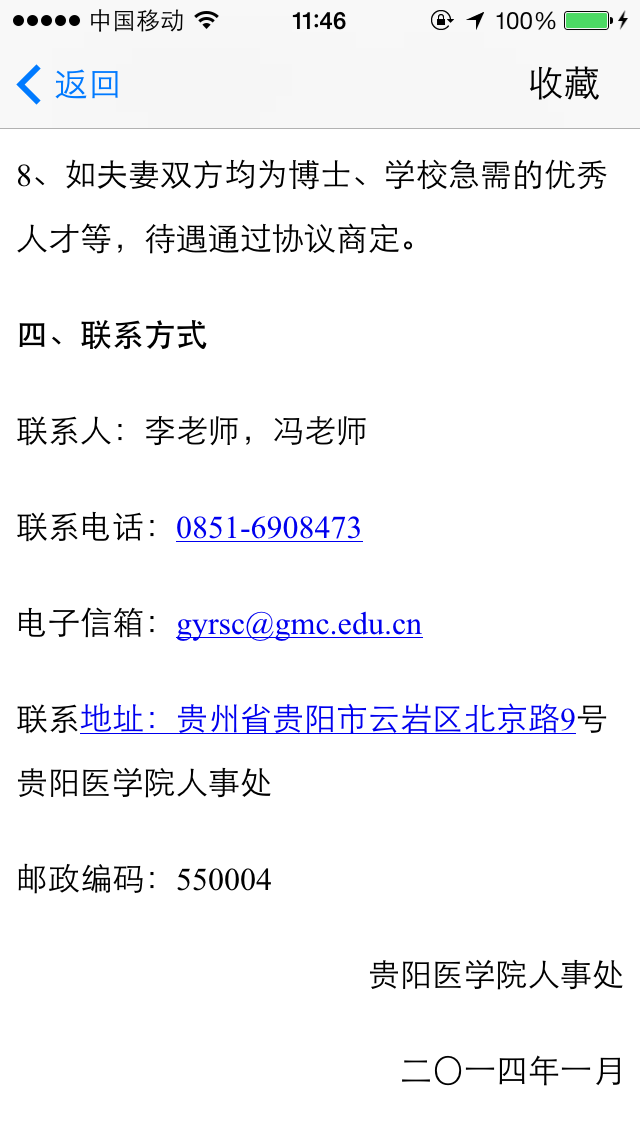 中国移动 11:46 100%
返回 收藏
8、如夫妻双方均为博士、学校急需的优秀
人才等，待遇通过协议商定。
四、联系方式
联系人：李老师，冯老师
联系电话：0851-6908473
电子信箱：gyrsc@gmc.edu.cn
联系地址：贵州省贵阳市云岩区北京路9号
贵阳医学院人事处
邮政编码：550004
贵阳医学院人事处
二〇一四年一月